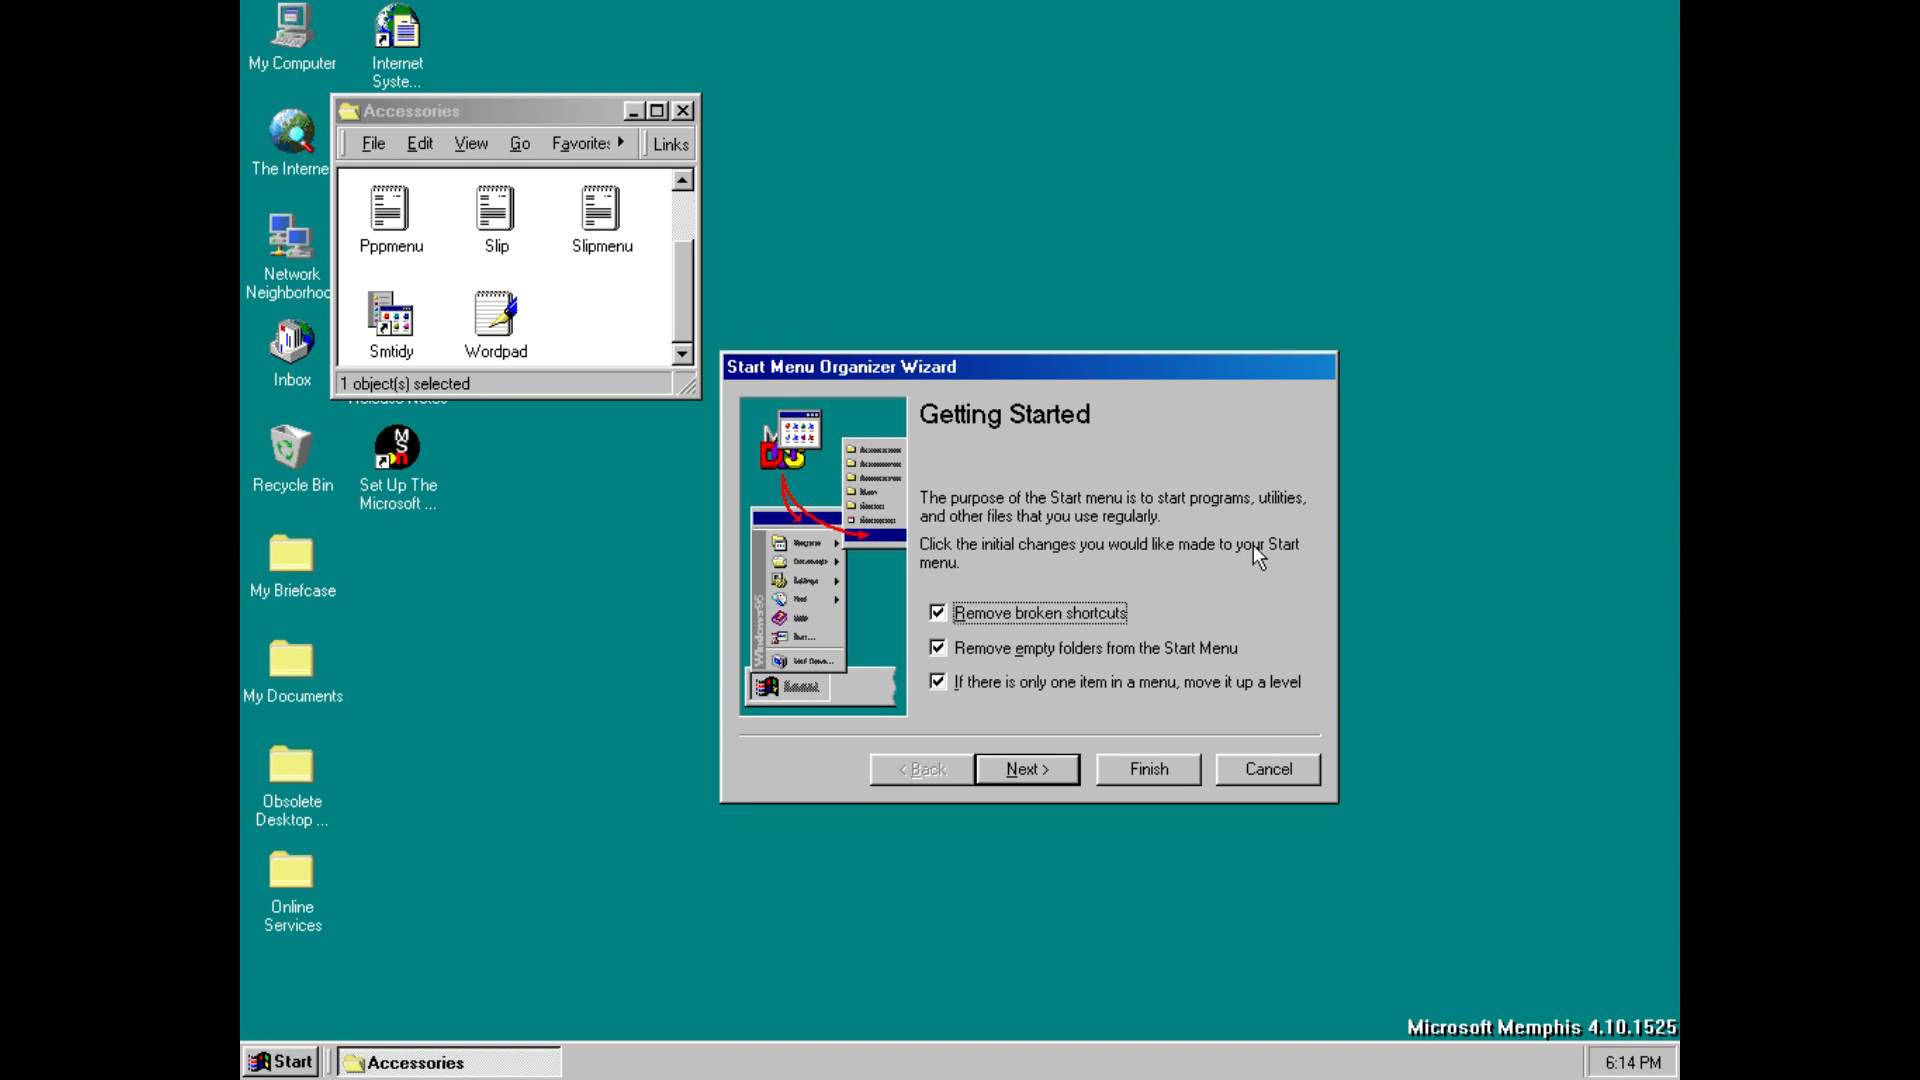 My Computer
Internet
Syste...
Accessories
File Edit View Go Favorites Links
The Interne
Pppmenu Slip Slipmenu
Network
Neighborhoo
Smtidy Wordpad
Inbox
1 object(s) selected
Recycle Bin
Set Up The
Microsoft ...
My Briefcase
My Documents
Obsolete
Desktop ...
Online
Services
Start Menu Organizer Wizard
Getting Started
The purpose of the Start menu is to start programs, utilities,
and other files that you use regularly.
Click the initial changes you would like made to your Start
menu.
Remove broken shortcuts
Remove empty folders from the Start Menu
If there is only one item in a menu, move it up a level
Windows95
< Back Next > Finish Cancel
Microsoft Memphis 4.10.1525
Start Accessories 6:14 PM